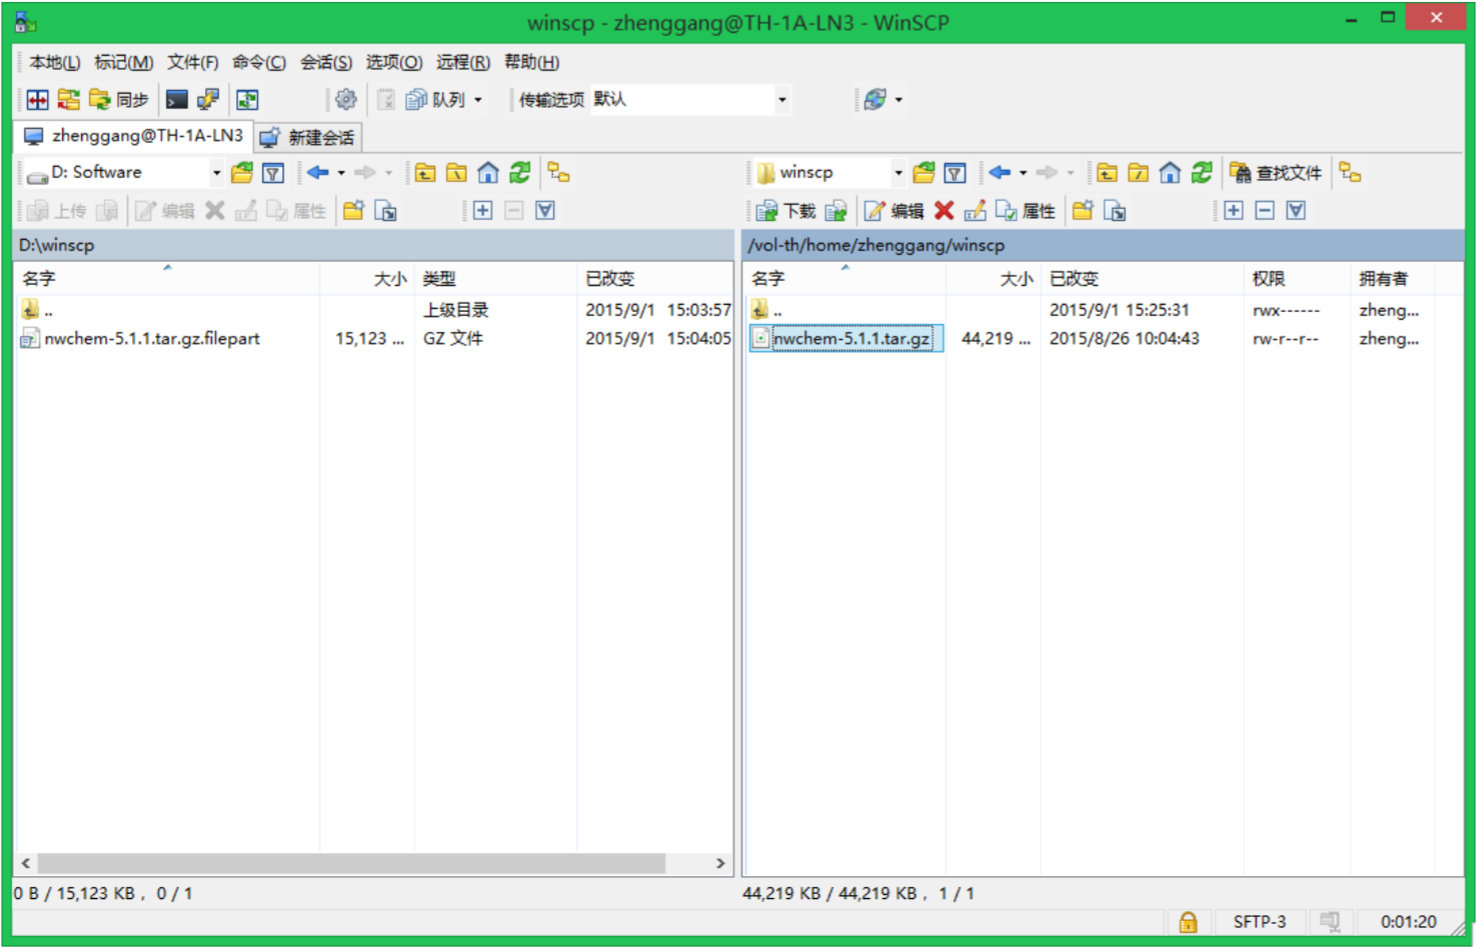 winscp - zhenggang@TH-1A-LN3 - WinSCP
本地(L) 标记(M) 文件(F) 命令(C) 会话(S) 选项(O) 远程(R) 帮助(H)
同步 队列 传输选项 默认
zhenggang@TH-1A-LN3 新建会话
D: Software winscp 查找文件
上传 编辑 属性 下载 编辑 属性
D:\winscp /vol-th/home/zhenggang/winscp
名字 大小 类型 已改变 名字 大小 已改变 权限 拥有者
.. 上级目录 2015/9/1 15:03:57 .. 2015/9/1 15:25:31 rwx------ zheng...
nwchem-5.1.1.tar.gz.filepart 15,123 ... GZ 文件 2015/9/1 15:04:05 nwchem-5.1.1.tar.gz 44,219 ... 2015/8/26 10:04:43 rw-r--r-- zheng...
0 B / 15,123 KB， 0 / 1 44,219 KB / 44,219 KB， 1 / 1
SFTP-3 0:01:20